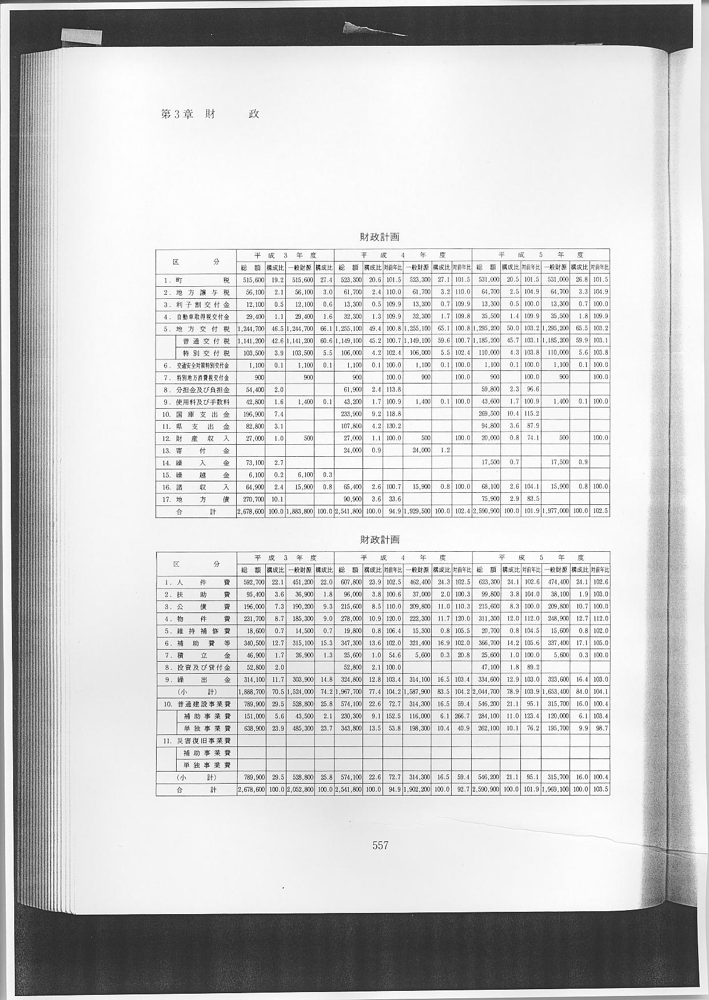 第3章 財 政
財政計画
区 分 平成3年度 平成4年度 平成5年度
総額 構成比 一般財源 構成比 総額 構成比 対前年比 一般財源 構成比 対前年比 総額 構成比 対前年比 一般財源 構成比 対前年比
1. 町税 515,600 19.2 515,600 27.4 523,300 20.6 101.5 523,300 27.1 101.5 531,000 20.5 101.5 531,000 26.8 101.5
2. 地方譲与税 56,100 2.1 56,100 3.0 61,700 2.4 110.0 61,700 3.2 110.0 64,700 2.5 104.9 64,700 3.3 104.9
3. 利子割交付金 12,100 0.5 12,100 0.6 13,300 0.5 109.9 13,300 0.7 109.9 13,300 0.5 100.0 13,300 0.7 100.0
4. 自動車取得税交付金 29,400 1.1 29,400 1.6 32,300 1.3 109.9 32,300 1.7 109.8 35,500 1.4 109.9 35,500 1.8 109.9
5. 地方交付税 1,244,700 46.5 1,244,700 66.1 1,255,100 49.4 100.8 1,255,100 65.1 100.8 1,295,200 50.0 103.2 1,295,200 65.5 103.2
普通交付税 1,141,200 42.6 1,141,200 60.6 1,149,100 45.2 100.7 1,149,100 59.6 100.7 1,185,200 45.7 103.1 1,185,200 59.9 103.1
特別交付税 103,500 3.9 103,500 5.5 106,000 4.2 102.4 106,000 5.5 102.4 110,000 4.3 103.8 110,000 5.6 103.8
6. 交通安全対策特別交付金 1,100 0.1 1,100 0.1 1,100 0.1 100.0 1,100 0.1 100.0 1,100 0.1 100.0 1,100 0.1 100.0
7. 特別地方消費税交付金 900 900 900 100.0 900 100.0 900 100.0 900 100.0
8. 分担金及び負担金 54,400 2.0 61,900 2.4 113.8 59,800 2.3 96.6
9. 使用料及び手数料 42,800 1.6 1,400 0.1 43,200 1.7 100.9 1,400 0.1 100.0 43,600 1.7 100.9 1,400 0.1 100.0
10. 国庫支出金 196,900 7.4 233,900 9.2 118.8 269,500 10.4 115.2
11. 県支出金 82,800 3.1 107,800 4.2 130.2 94,800 3.6 87.9
12. 財産収入 27,000 1.0 500 27,000 1.1 100.0 500 100.0 20,000 0.8 74.1 500 100.0
13. 寄付金 24,000 0.9 24,000 1.2
14. 繰入金 73,100 2.7 17,500 0.7 17,500 0.9
15. 繰越金 6,100 0.2 6,100 0.3
16. 諸収入 64,900 2.4 15,900 0.8 65,400 2.6 100.7 15,900 0.8 100.0 68,100 2.6 104.1 15,900 0.8 100.0
17. 地方債 270,700 10.1 90,900 3.6 33.6 75,900 2.9 83.5
合計 2,678,600 100.0 1,883,800 100.0 2,541,800 100.0 94.9 1,929,500 100.0 102.4 2,590,900 100.0 101.9 1,977,000 100.0 102.5
財政計画
区 分 平成3年度 平成4年度 平成5年度
総額 構成比 一般財源 構成比 総額 構成比 対前年比 一般財源 構成比 対前年比 総額 構成比 対前年比 一般財源 構成比 対前年比
1. 人件費 592,700 22.1 451,200 22.0 607,800 23.9 102.5 462,400 24.3 102.5 623,300 24.1 102.6 474,400 24.1 102.6
2. 扶助費 95,400 3.6 36,900 1.8 96,000 3.8 100.6 37,000 2.0 100.3 99,800 3.8 104.0 38,100 1.9 103.0
3. 公債費 196,000 7.3 190,200 9.3 215,600 8.5 110.0 209,800 11.0 110.3 215,600 8.3 100.0 209,800 10.7 100.0
4. 物件費 231,700 8.7 185,300 9.0 278,000 10.9 120.0 222,300 11.7 120.0 311,300 12.0 112.0 248,900 12.7 112.0
5. 維持補修費 18,600 0.7 14,500 0.7 19,800 0.8 106.4 15,300 0.8 105.5 20,700 0.8 104.5 15,600 0.8 102.0
6. 補助費等 340,500 12.7 315,100 15.3 347,300 13.6 102.0 321,400 16.9 102.0 366,700 14.2 105.6 337,400 17.1 105.0
7. 積立金 46,900 1.7 26,900 1.3 25,600 1.0 54.6 5,600 0.3 20.8 25,600 1.0 100.0 5,600 0.3 100.0
8. 投資及び貸付金 52,800 2.0 52,800 2.1 100.0 47,100 1.8 89.2
9. 繰出金 314,100 11.7 303,900 14.8 324,800 12.8 103.4 314,100 16.5 103.4 334,600 12.9 103.0 323,600 16.4 103.0
(小計) 1,888,700 70.5 1,524,000 74.2 1,967,700 77.4 104.2 1,587,900 83.5 104.2 2,044,700 78.9 103.9 1,653,400 84.0 104.1
10. 普通建設事業費 789,900 29.5 528,800 25.8 574,100 22.6 72.7 314,300 16.5 59.4 546,200 21.1 95.1 315,700 16.0 100.4
補助事業費 151,000 5.6 43,500 2.1 230,300 9.1 152.5 116,000 6.1 266.7 284,100 11.0 123.4 120,000 6.1 103.4
単独事業費 638,900 23.9 485,300 23.7 343,800 13.5 53.8 198,300 10.4 40.9 262,100 10.1 76.2 195,700 9.9 98.7
11. 災害復旧事業費
補助事業費
単独事業費
(小計) 789,900 29.5 528,800 25.8 574,100 22.6 72.7 314,300 16.5 59.4 546,200 21.1 95.1 315,700 16.0 100.4
合計 2,678,600 100.0 2,052,800 100.0 2,541,800 100.0 94.9 1,902,200 100.0 92.7 2,590,900 100.0 101.9 1,969,100 100.0 103.5
557